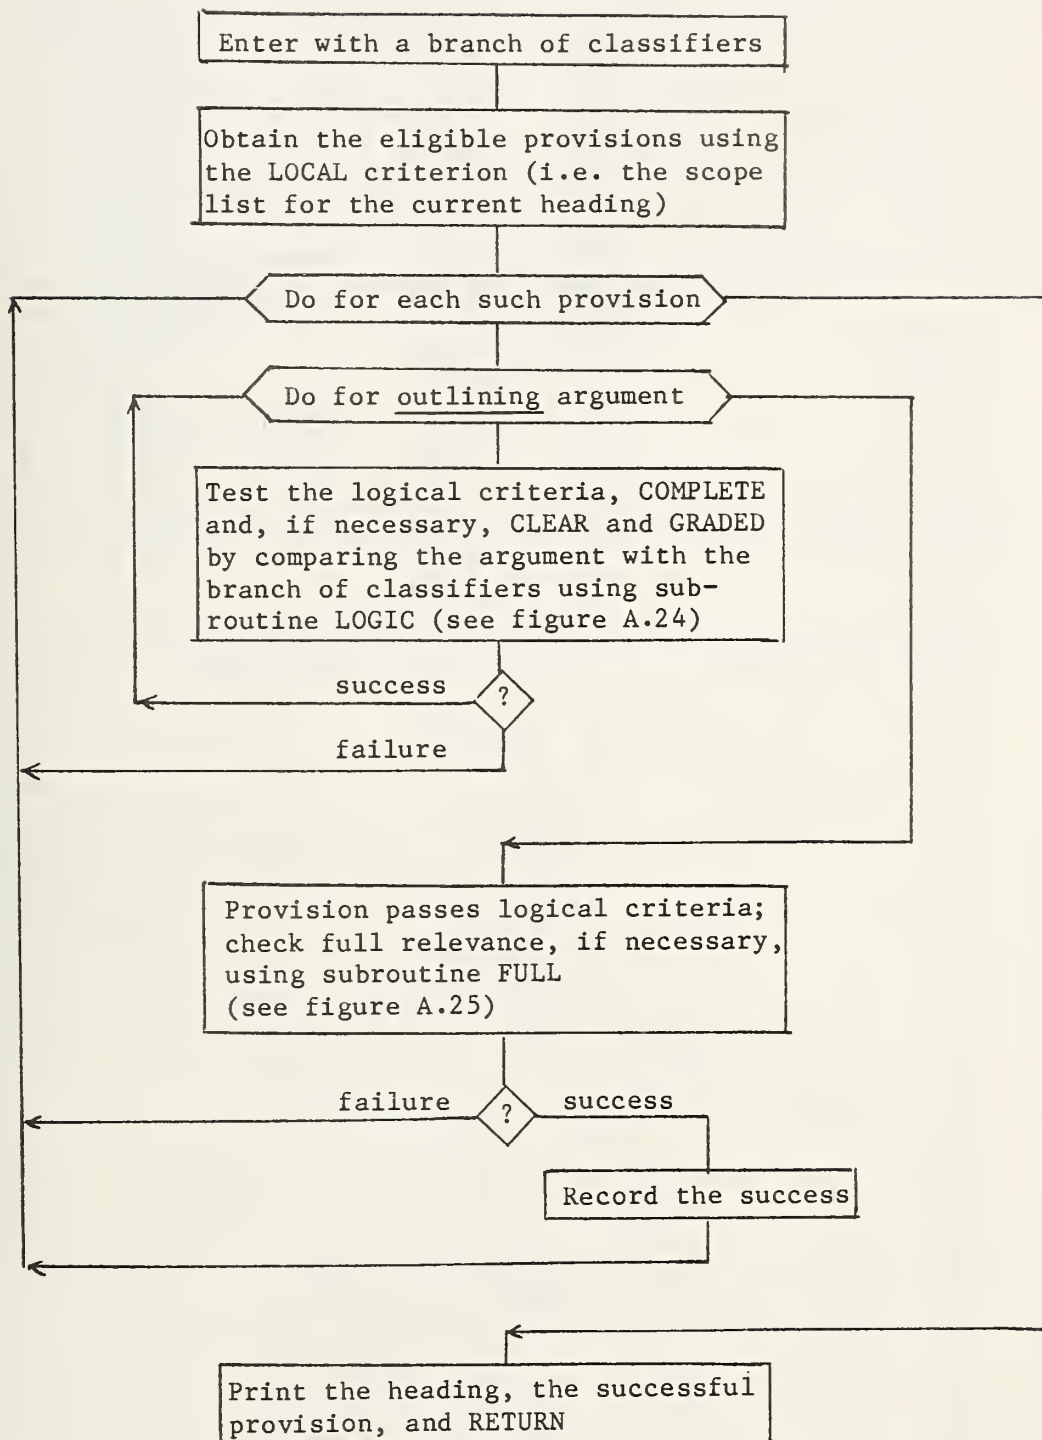 Enter with a branch of classifiers
Obtain the eligible provisions using
the LOCAL criterion (i.e. the scope
list for the current heading)
Do for each such provision
Do for outlining argument
Test the logical criteria, COMPLETE
and, if necessary, CLEAR and GRADED
by comparing the argument with the
branch of classifiers using sub-
routine LOGIC (see figure A.24)
success
?
failure
Provision passes logical criteria;
check full relevance, if necessary,
using subroutine FULL
(see figure A.25)
failure
?
success
Record the success
Print the heading, the successful
provision, and RETURN